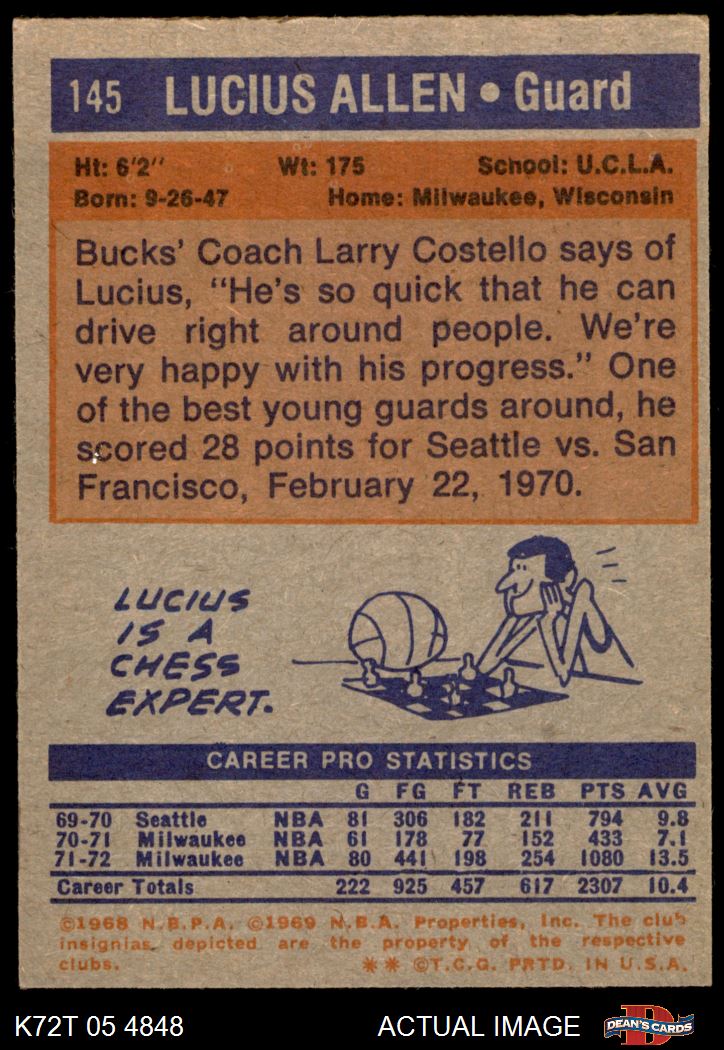 145 LUCIUS ALLEN • Guard
Ht: 6'2" Wt: 175 School: U.C.L.A.
Born: 9-26-47 Home: Milwaukee, Wisconsin
Bucks' Coach Larry Costello says of
Lucius, "He's so quick that he can
drive right around people. We're
very happy with his progress." One
of the best young guards around, he
scored 28 points for Seattle vs. San
Francisco, February 22, 1970.
LUCIUS
IS A
CHESS
EXPERT.
CAREER PRO STATISTICS
G FG FT REB PTS AVG
69-70 Seattle NBA 81 306 182 211 794 9.8
70-71 Milwaukee NBA 61 178 77 152 433 7.1
71-72 Milwaukee NBA 80 441 198 254 1080 13.5
Career Totals 222 925 457 617 2307 10.4
©1968 N.B.P.A. ©1969 N.B.A. Properties, Inc. The club
insignias depicted are the property of the respective
clubs. ** ©T.C.G. PRTD. IN U.S.A.
K72T 05 4848 ACTUAL IMAGE D DEAN'S CARDS